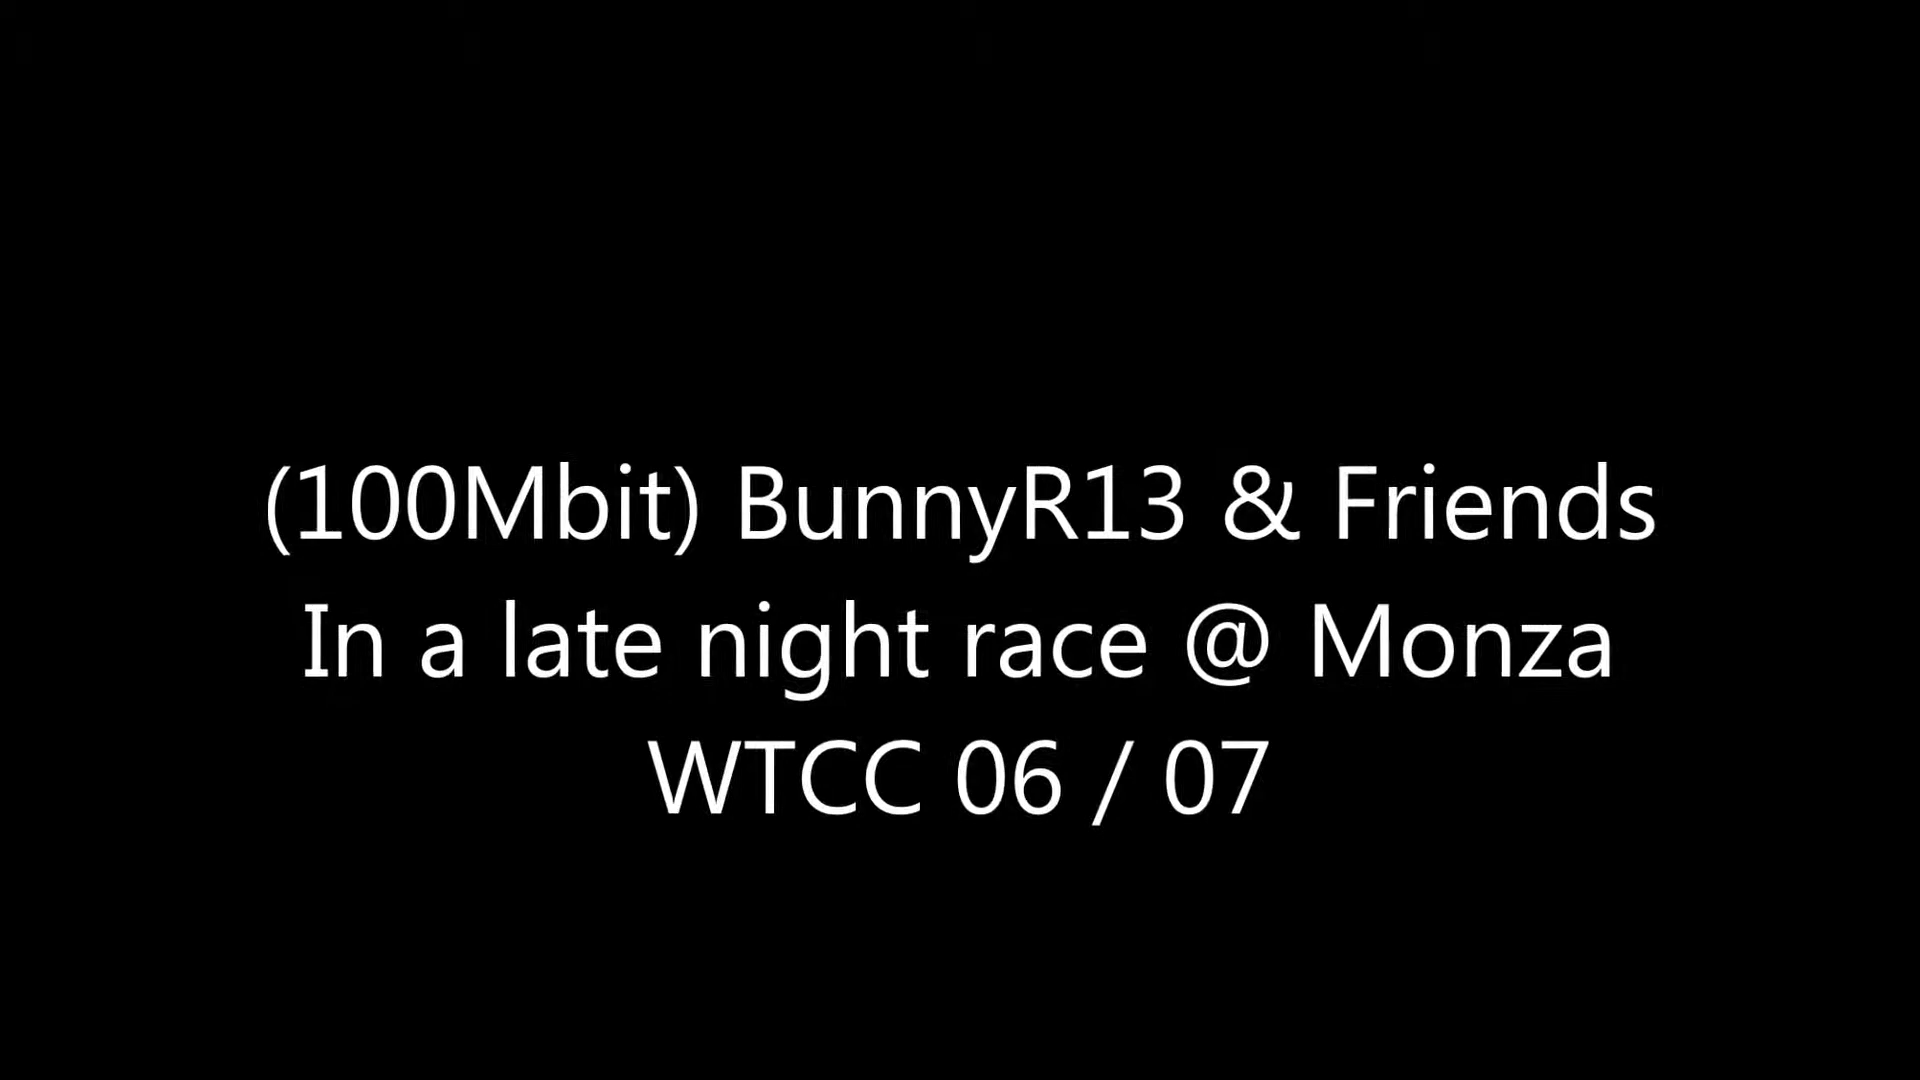 (100Mbit) BunnyR13 & Friends
In a late night race @ Monza
WTCC 06 / 07